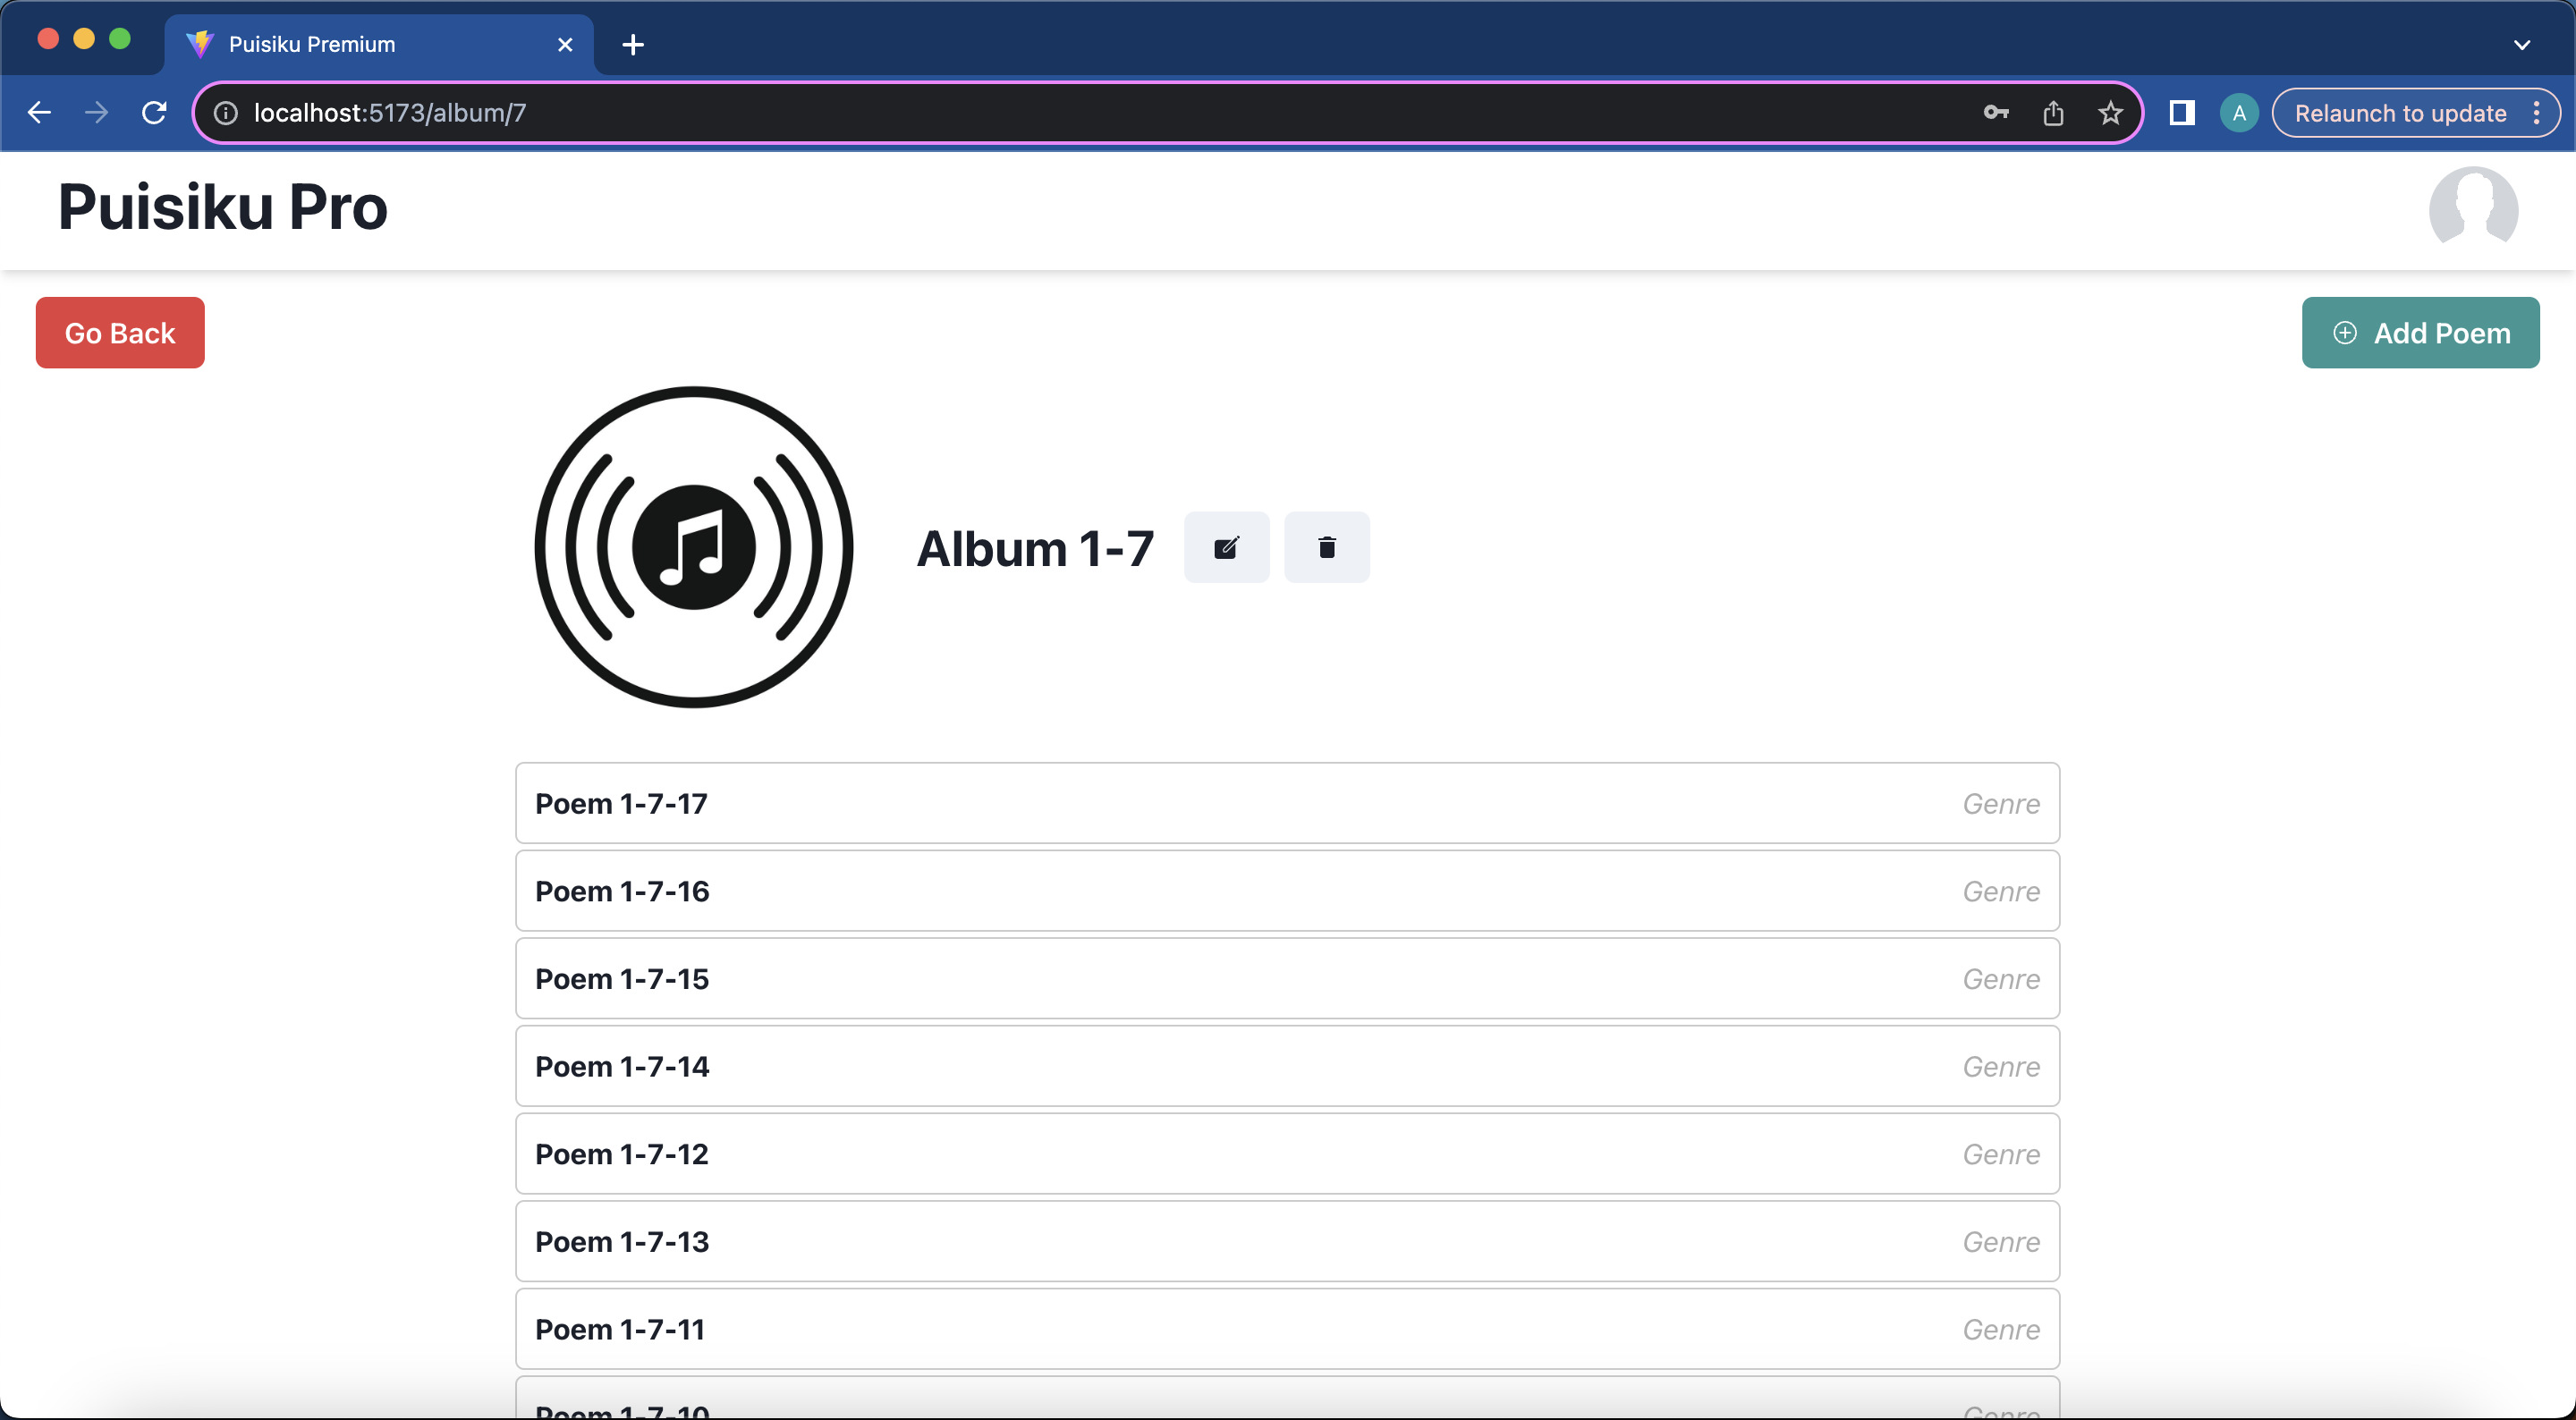 Puisiku Premium
localhost:5173/album/7
A
Relaunch to update
Puisiku Pro
Go Back
Add Poem
Album 1-7
Poem 1-7-17 Genre
Poem 1-7-16 Genre
Poem 1-7-15 Genre
Poem 1-7-14 Genre
Poem 1-7-12 Genre
Poem 1-7-13 Genre
Poem 1-7-11 Genre
Poem 1-7-10 Genre